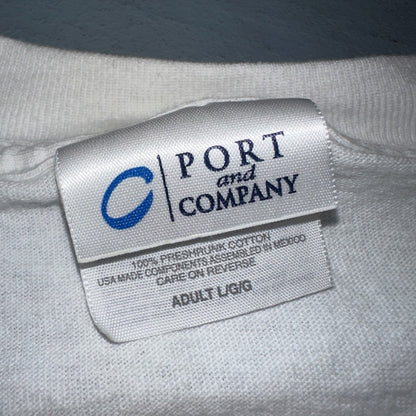 PORT
and
COMPANY
100% PRESHRUNK COTTON
USA MADE COMPONENTS ASSEMBLED IN MEXICO
CARE ON REVERSE
ADULT L/G/G